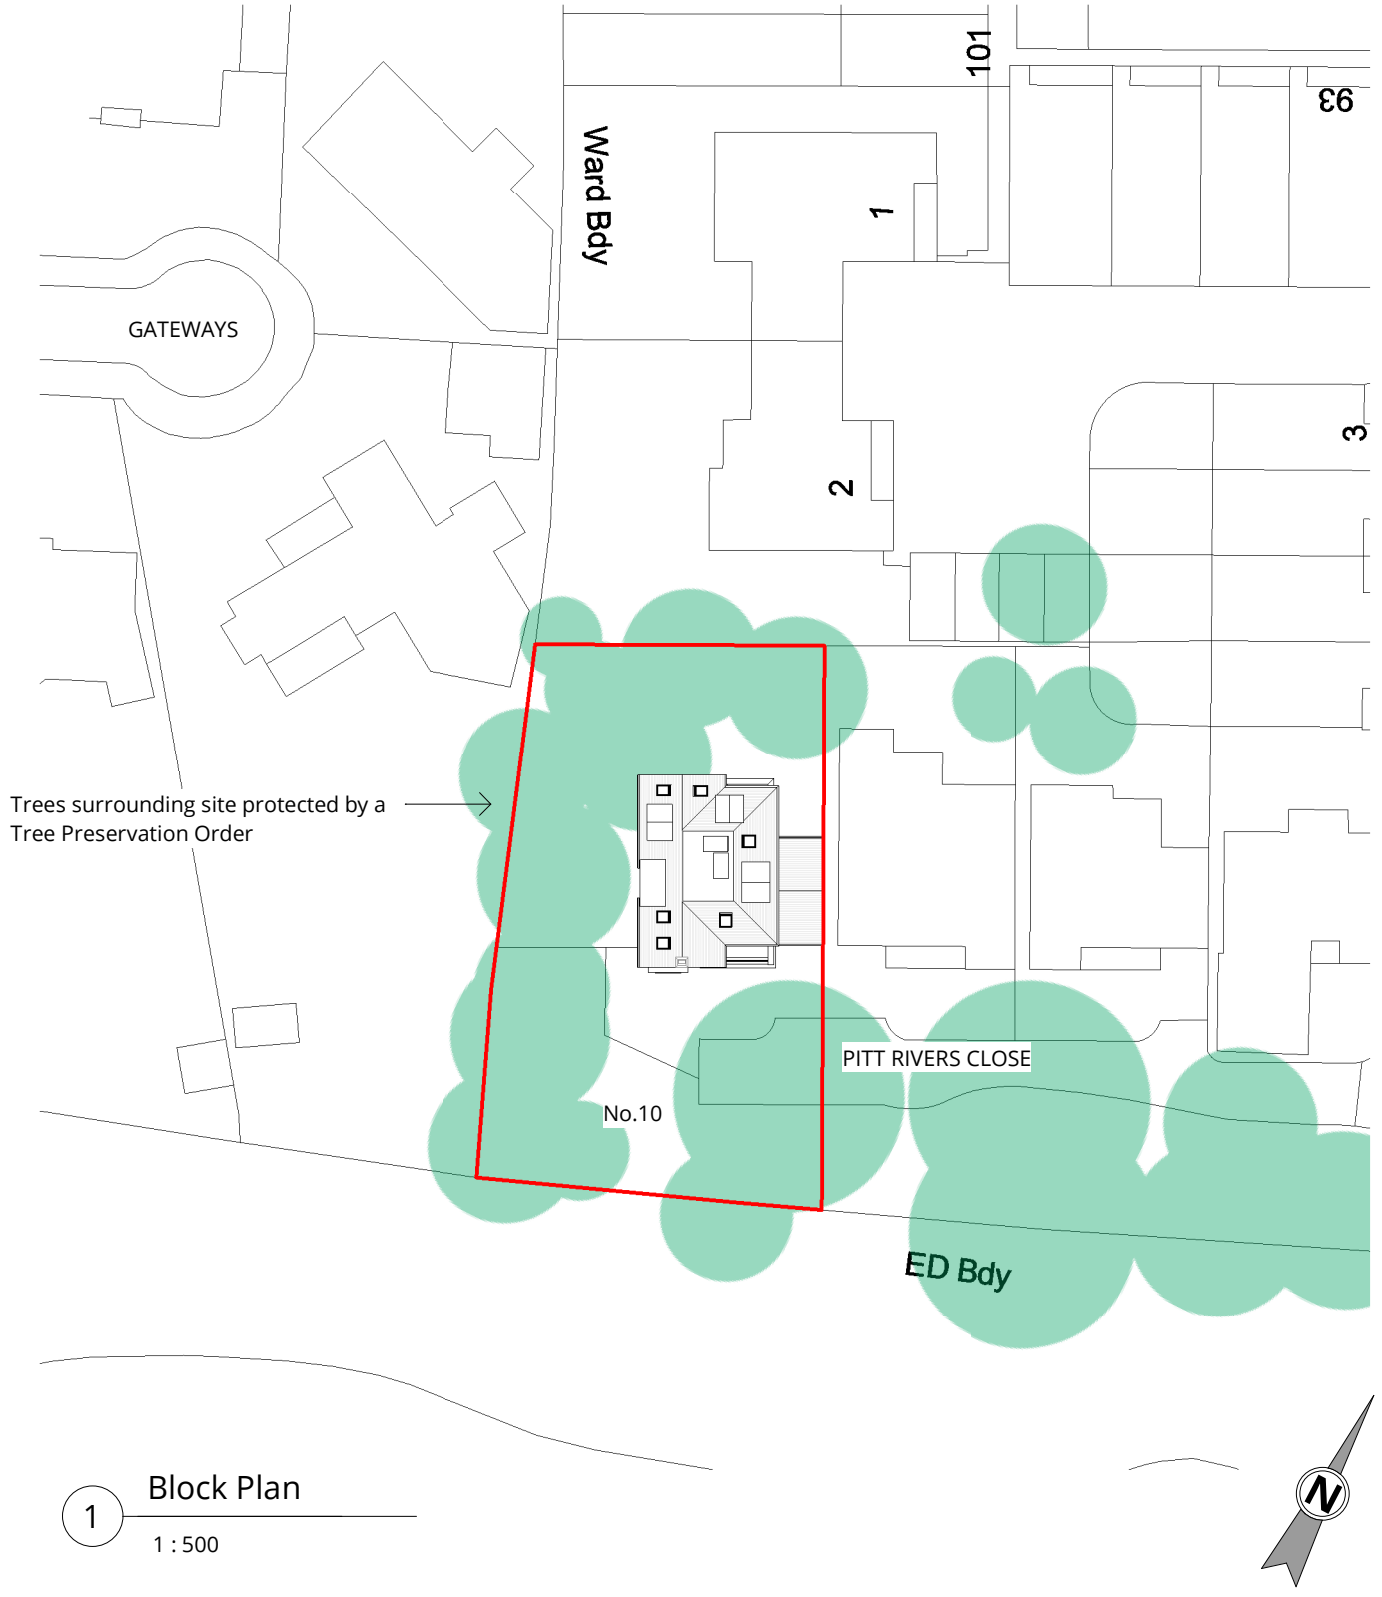 101
93
Ward Bdy
1
GATEWAYS
3
2
Trees surrounding site protected by a
Tree Preservation Order
PITT RIVERS CLOSE
No.10
ED Bdy
N
1
Block Plan
1 : 500